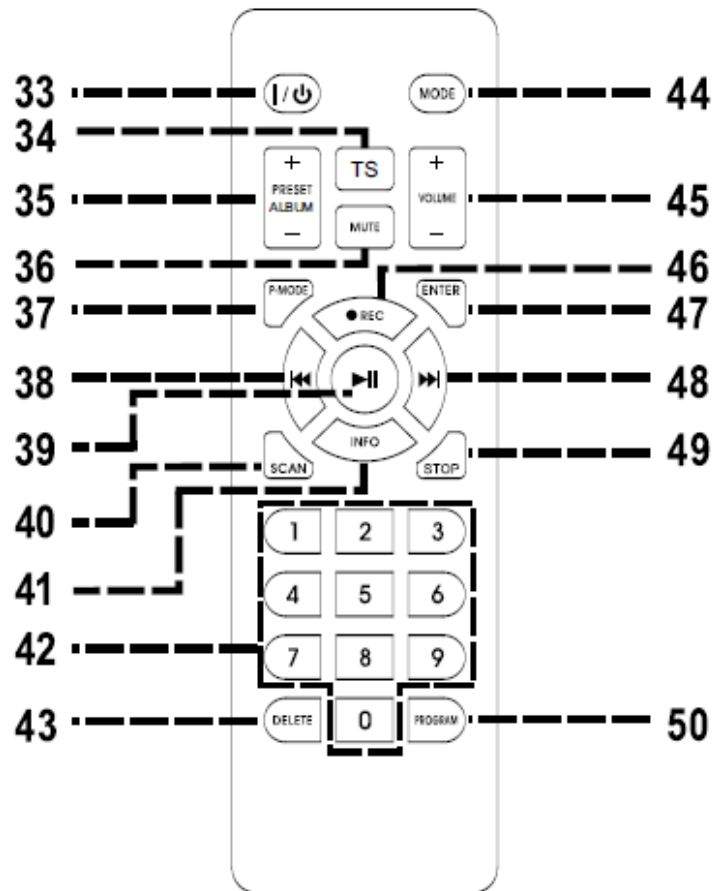 33 I/⏻ MODE 44
34 TS
35 + PRESET ALBUM − + VOLUME − 45
36 MUTE 46
37 P-MODE ● REC ENTER 47
38 48
39 INFO
40 SCAN STOP 49
41 1 2 3
4 5 6
42 7 8 9
43 DELETE 0 PROGRAM 50